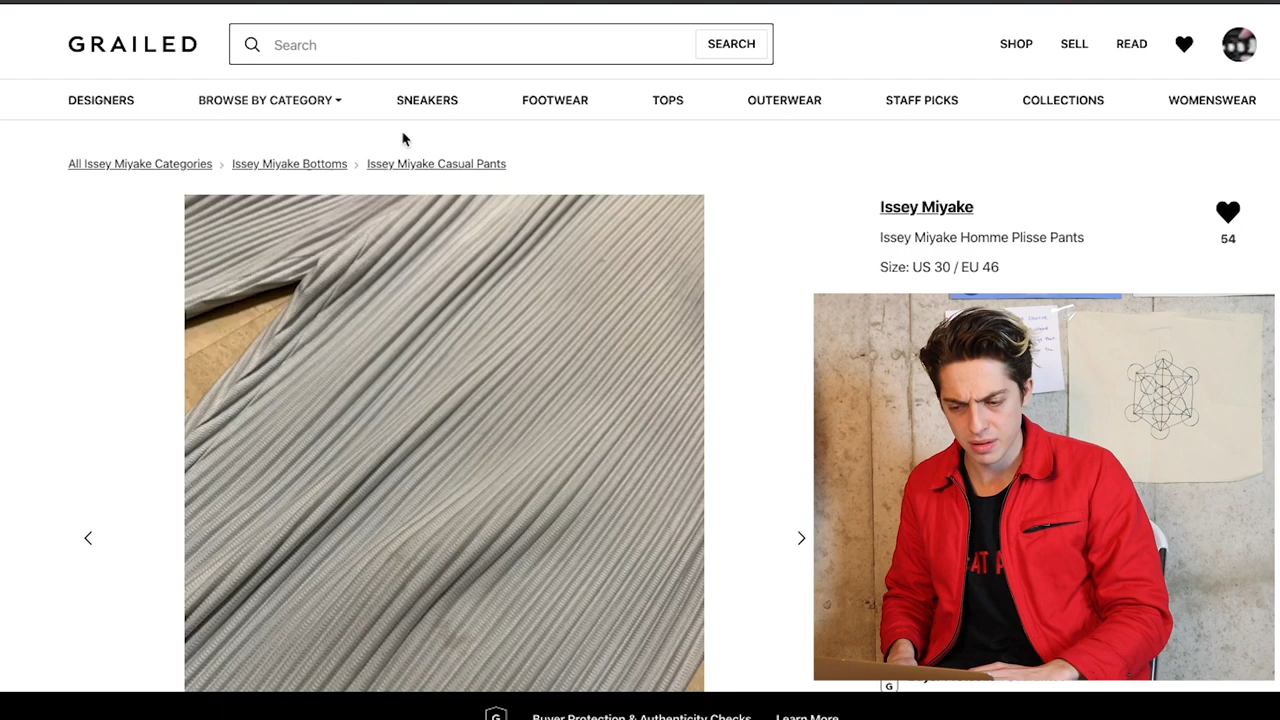 GRAILED
Search
SEARCH
SHOP
SELL
READ
DESIGNERS
BROWSE BY CATEGORY
SNEAKERS
FOOTWEAR
TOPS
OUTERWEAR
STAFF PICKS
COLLECTIONS
WOMENSWEAR
All Issey Miyake Categories > Issey Miyake Bottoms > Issey Miyake Casual Pants
Issey Miyake
54
Issey Miyake Homme Plisse Pants
Size: US 30 / EU 46
G
G
Buyer Protection & Authenticity Checks
Learn More